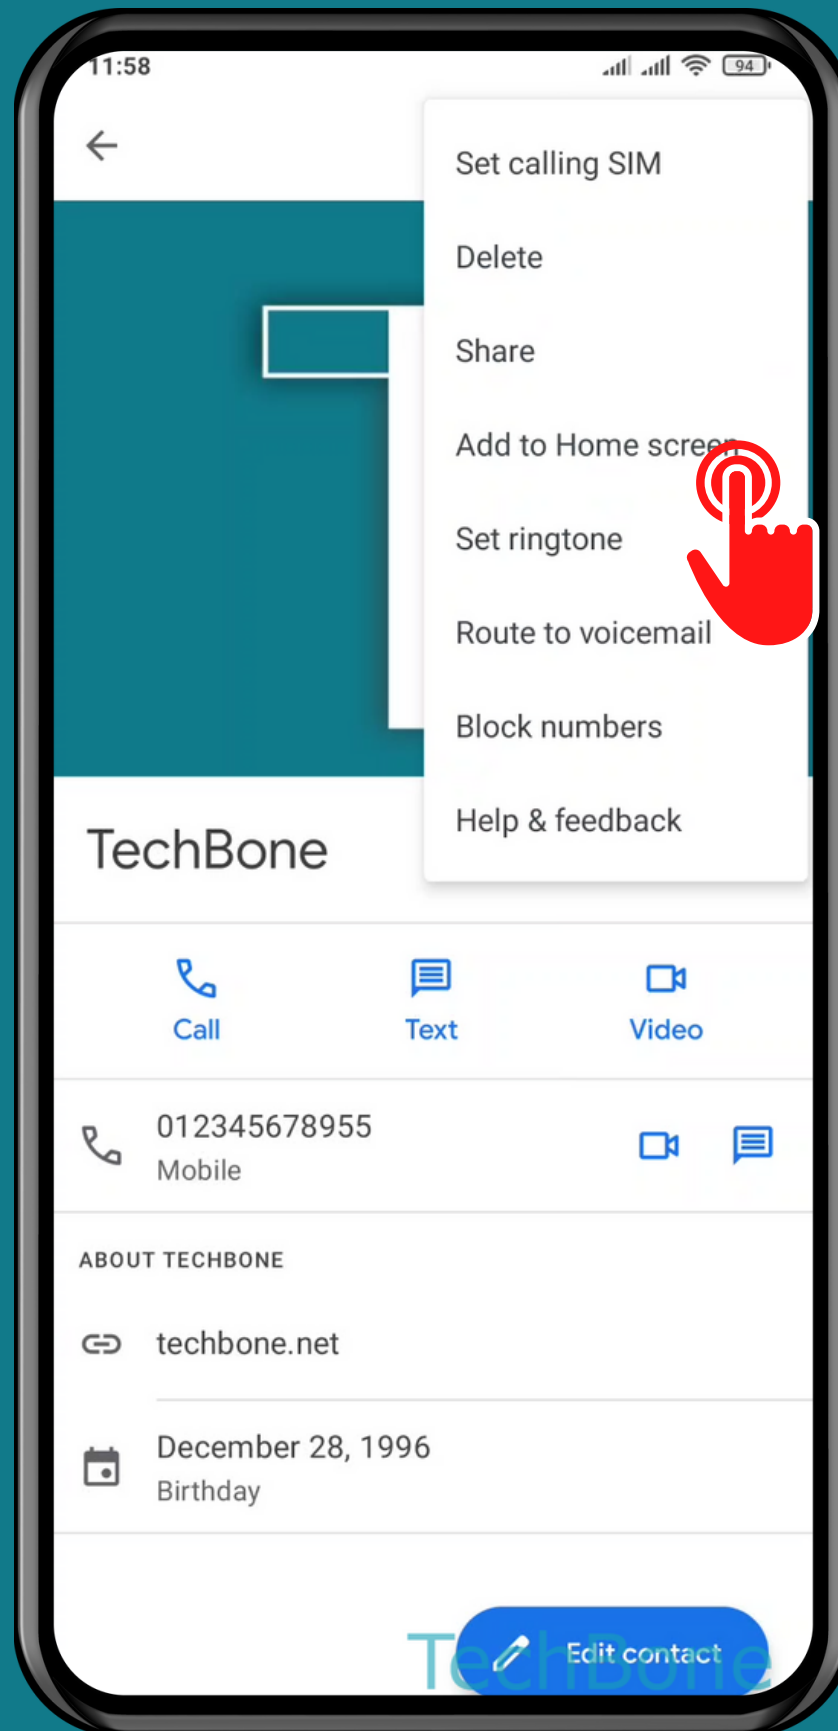 11:58
94
Set calling SIM
Delete
Share
Add to Home screen
Set ringtone
Route to voicemail
Block numbers
Help & feedback
TechBone
Call
Text
Video
012345678955
Mobile
ABOUT TECHBONE
techbone.net
December 28, 1996
Birthday
Edit contact
TechBone